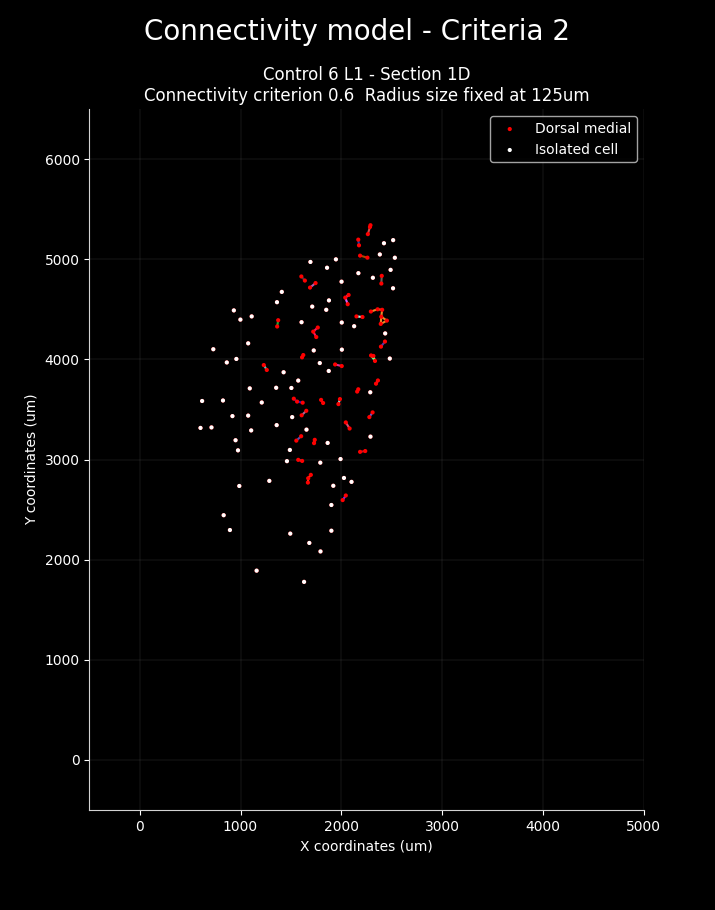 Connectivity model - Criteria 2
Control 6 L1 - Section 1D
Connectivity criterion 0.6  Radius size fixed at 125um
Dorsal medial
Isolated cell
6000
5000
4000
3000
2000
1000
0
Y coordinates (um)
0 1000 2000 3000 4000 5000
X coordinates (um)